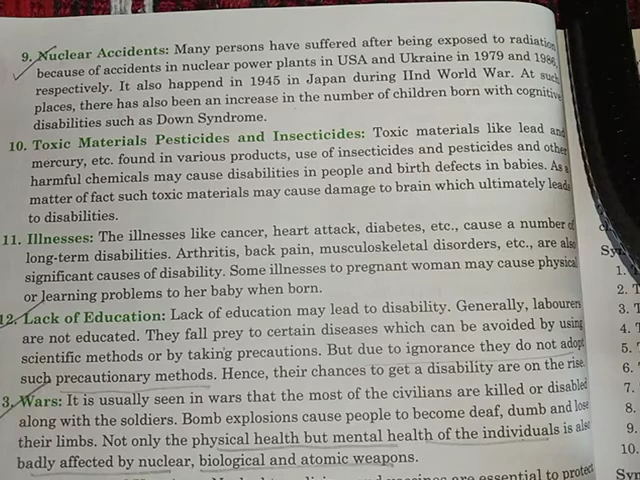 9. Nuclear Accidents: Many persons have suffered after being exposed to radiation
because of accidents in nuclear power plants in USA and Ukraine in 1979 and 1986,
respectively. It also happend in 1945 in Japan during IInd World War. At such
places, there has also been an increase in the number of children born with cognitive
disabilities such as Down Syndrome.
10. Toxic Materials Pesticides and Insecticides: Toxic materials like lead and
mercury, etc. found in various products, use of insecticides and pesticides and other
harmful chemicals may cause disabilities in people and birth defects in babies. As a
matter of fact such toxic materials may cause damage to brain which ultimately leads
to disabilities.
11. Illnesses: The illnesses like cancer, heart attack, diabetes, etc., cause a number of
long-term disabilities. Arthritis, back pain, musculoskeletal disorders, etc., are also
significant causes of disability. Some illnesses to pregnant woman may cause physical
or learning problems to her baby when born.
12. Lack of Education: Lack of education may lead to disability. Generally, labourers
are not educated. They fall prey to certain diseases which can be avoided by using
scientific methods or by taking precautions. But due to ignorance they do not adopt
such precautionary methods. Hence, their chances to get a disability are on the rise.
3. Wars: It is usually seen in wars that the most of the civilians are killed or disabled
along with the soldiers. Bomb explosions cause people to become deaf, dumb and lose
their limbs. Not only the physical health but mental health of the individuals is also
badly affected by nuclear, biological and atomic weapons.
are essential to protect
1.
2. T
3. T
4. T
5. T
6. T
7.
8.
9.
10.